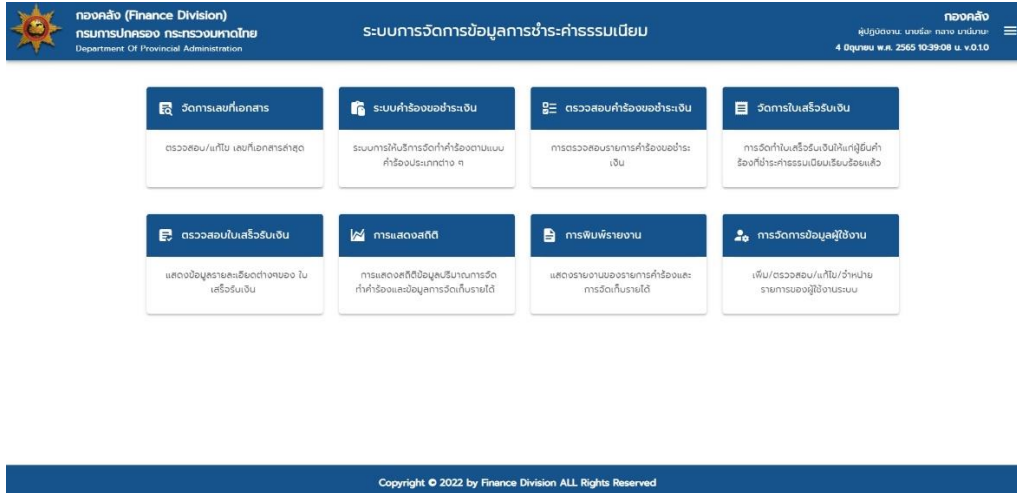 กองคลัง (Finance Division)
กรมการปกครอง กระทรวงมหาดไทย
Department Of Provincial Administration
ระบบการจัดการข้อมูลการชำระค่าธรรมเนียม
กองคลัง
ผู้ปฏิบัติงาน: นายธีละ กลาง มานีมานะ
4 มิถุนายน พ.ศ. 2565 10:39:08 น. v.0.1.0
จัดการเลขที่เอกสาร
ตรวจสอบ/แก้ไข เลขที่เอกสารล่าสุด
ระบบคำร้องขอชำระเงิน
ระบบการให้บริการจัดทำคำร้องตามแบบ
คำร้องประเภทต่าง ๆ
ตรวจสอบคำร้องขอชำระเงิน
การตรวจสอบรายการคำร้องขอชำระ
เงิน
จัดการใบเสร็จรับเงิน
การจัดทำใบเสร็จรับเงินให้แก่ผู้ยื่นคำ
ร้องที่ชำระค่าธรรมเนียมเรียบร้อยแล้ว
ตรวจสอบใบเสร็จรับเงิน
แสดงข้อมูลรายละเอียดต่างๆของ ใบ
เสร็จรับเงิน
การแสดงสถิติ
การแสดงสถิติข้อมูลปริมาณการจัด
ทำคำร้องและข้อมูลการจัดเก็บรายได้
การพิมพ์รายงาน
แสดงรายงานของรายการคำร้องและ
การจัดเก็บรายได้
การจัดการข้อมูลผู้ใช้งาน
เพิ่ม/ตรวจสอบ/แก้ไข/จำหน่าย
รายการของผู้ใช้งานระบบ
Copyright © 2022 by Finance Division ALL Rights Reserved